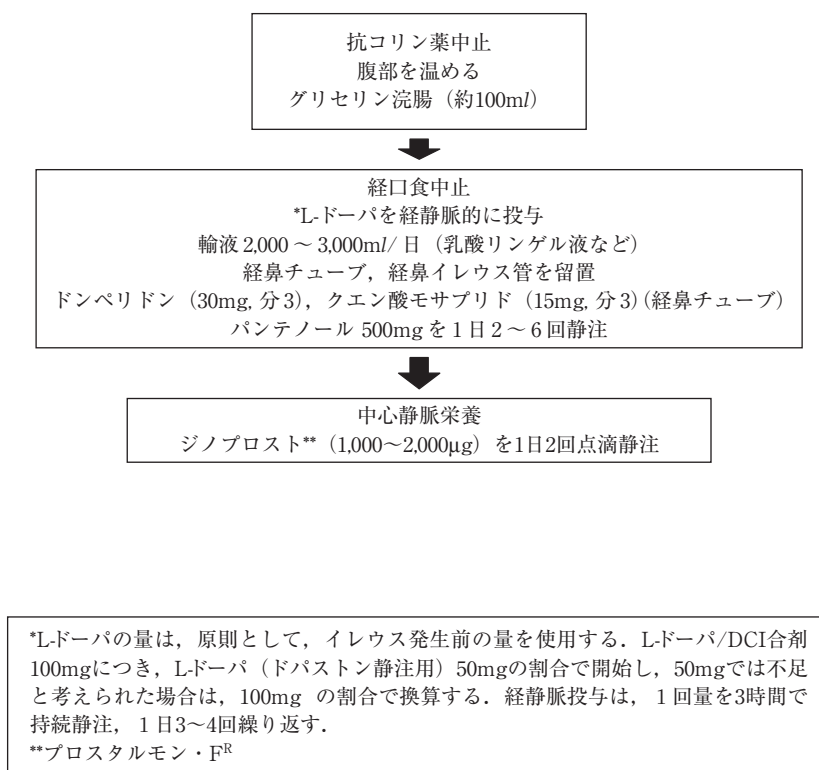 抗コリン薬中止
腹部を温める
グリセリン浣腸（約100ml）
経口食中止
*L-ドーパを経静脈的に投与
輸液 2,000 ～ 3,000ml/ 日（乳酸リンゲル液など）
経鼻チューブ，経鼻イレウス管を留置
ドンペリドン（30mg, 分 3），クエン酸モサプリド（15mg, 分 3）(経鼻チューブ)
パンテノール 500mg を 1 日 2 ～ 6 回静注
中心静脈栄養
ジノプロスト**（1,000～2,000μg）を1日2回点滴静注
*L-ドーパの量は，原則として，イレウス発生前の量を使用する．L-ドーパ/DCI合剤
100mgにつき，L-ドーパ（ドパストン静注用）50mgの割合で開始し，50mgでは不足
と考えられた場合は，100mg の割合で換算する．経静脈投与は，1 回量を3時間で
持続静注，1 日3～4回繰り返す．
**プロスタルモン・Fᴿ